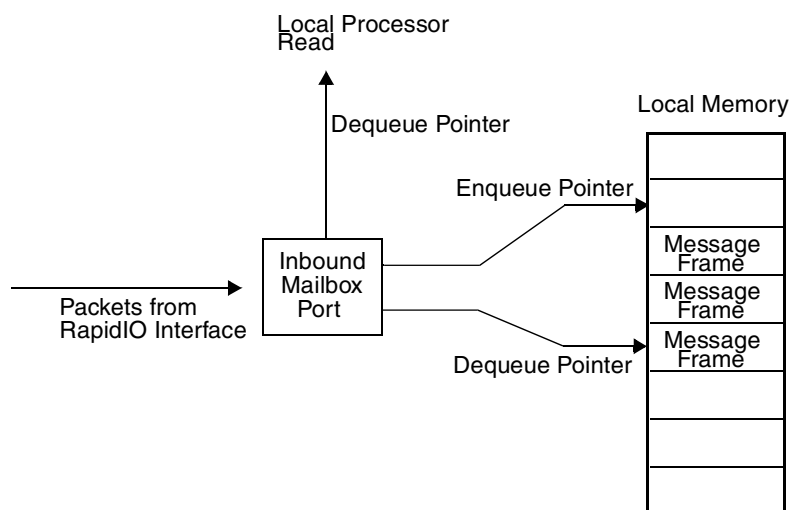 Local Processor
Read
Local Memory
Dequeue Pointer
Enqueue Pointer
Inbound
Mailbox
Port
Packets from
RapidIO Interface
Message
Frame
Message
Frame
Message
Frame
Dequeue Pointer